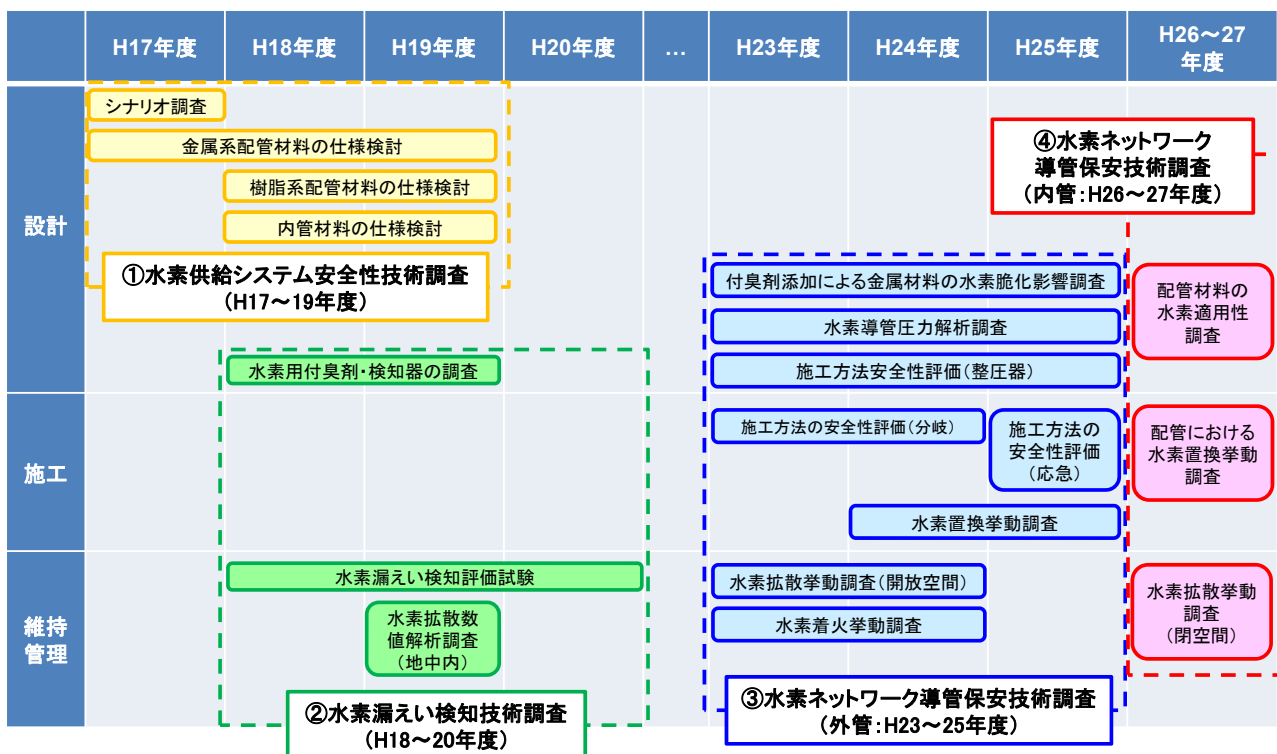 H17年度
H18年度
H19年度
H20年度
…
H23年度
H24年度
H25年度
H26～27
年度
設計
シナリオ調査
金属系配管材料の仕様検討
樹脂系配管材料の仕様検討
内管材料の仕様検討
①水素供給システム安全性技術調査
(H17～19年度)
水素用付臭剤・検知器の調査
④水素ネットワーク
導管保安技術調査
(内管:H26～27年度)
付臭剤添加による金属材料の水素脆化影響調査
水素導管圧力解析調査
施工方法安全性評価(整圧器)
配管材料の
水素適用性
調査
施工
施工方法の安全性評価(分岐)
施工方法の
安全性評価
(応急)
水素置換挙動調査
配管における
水素置換挙動
調査
維持
管理
水素漏えい検知評価試験
水素拡散数
値解析調査
(地中内)
②水素漏えい検知技術調査
(H18～20年度)
水素拡散挙動調査(開放空間)
水素着火挙動調査
③水素ネットワーク導管保安技術調査
(外管:H23～25年度)
水素拡散挙動
調査
(閉空間)